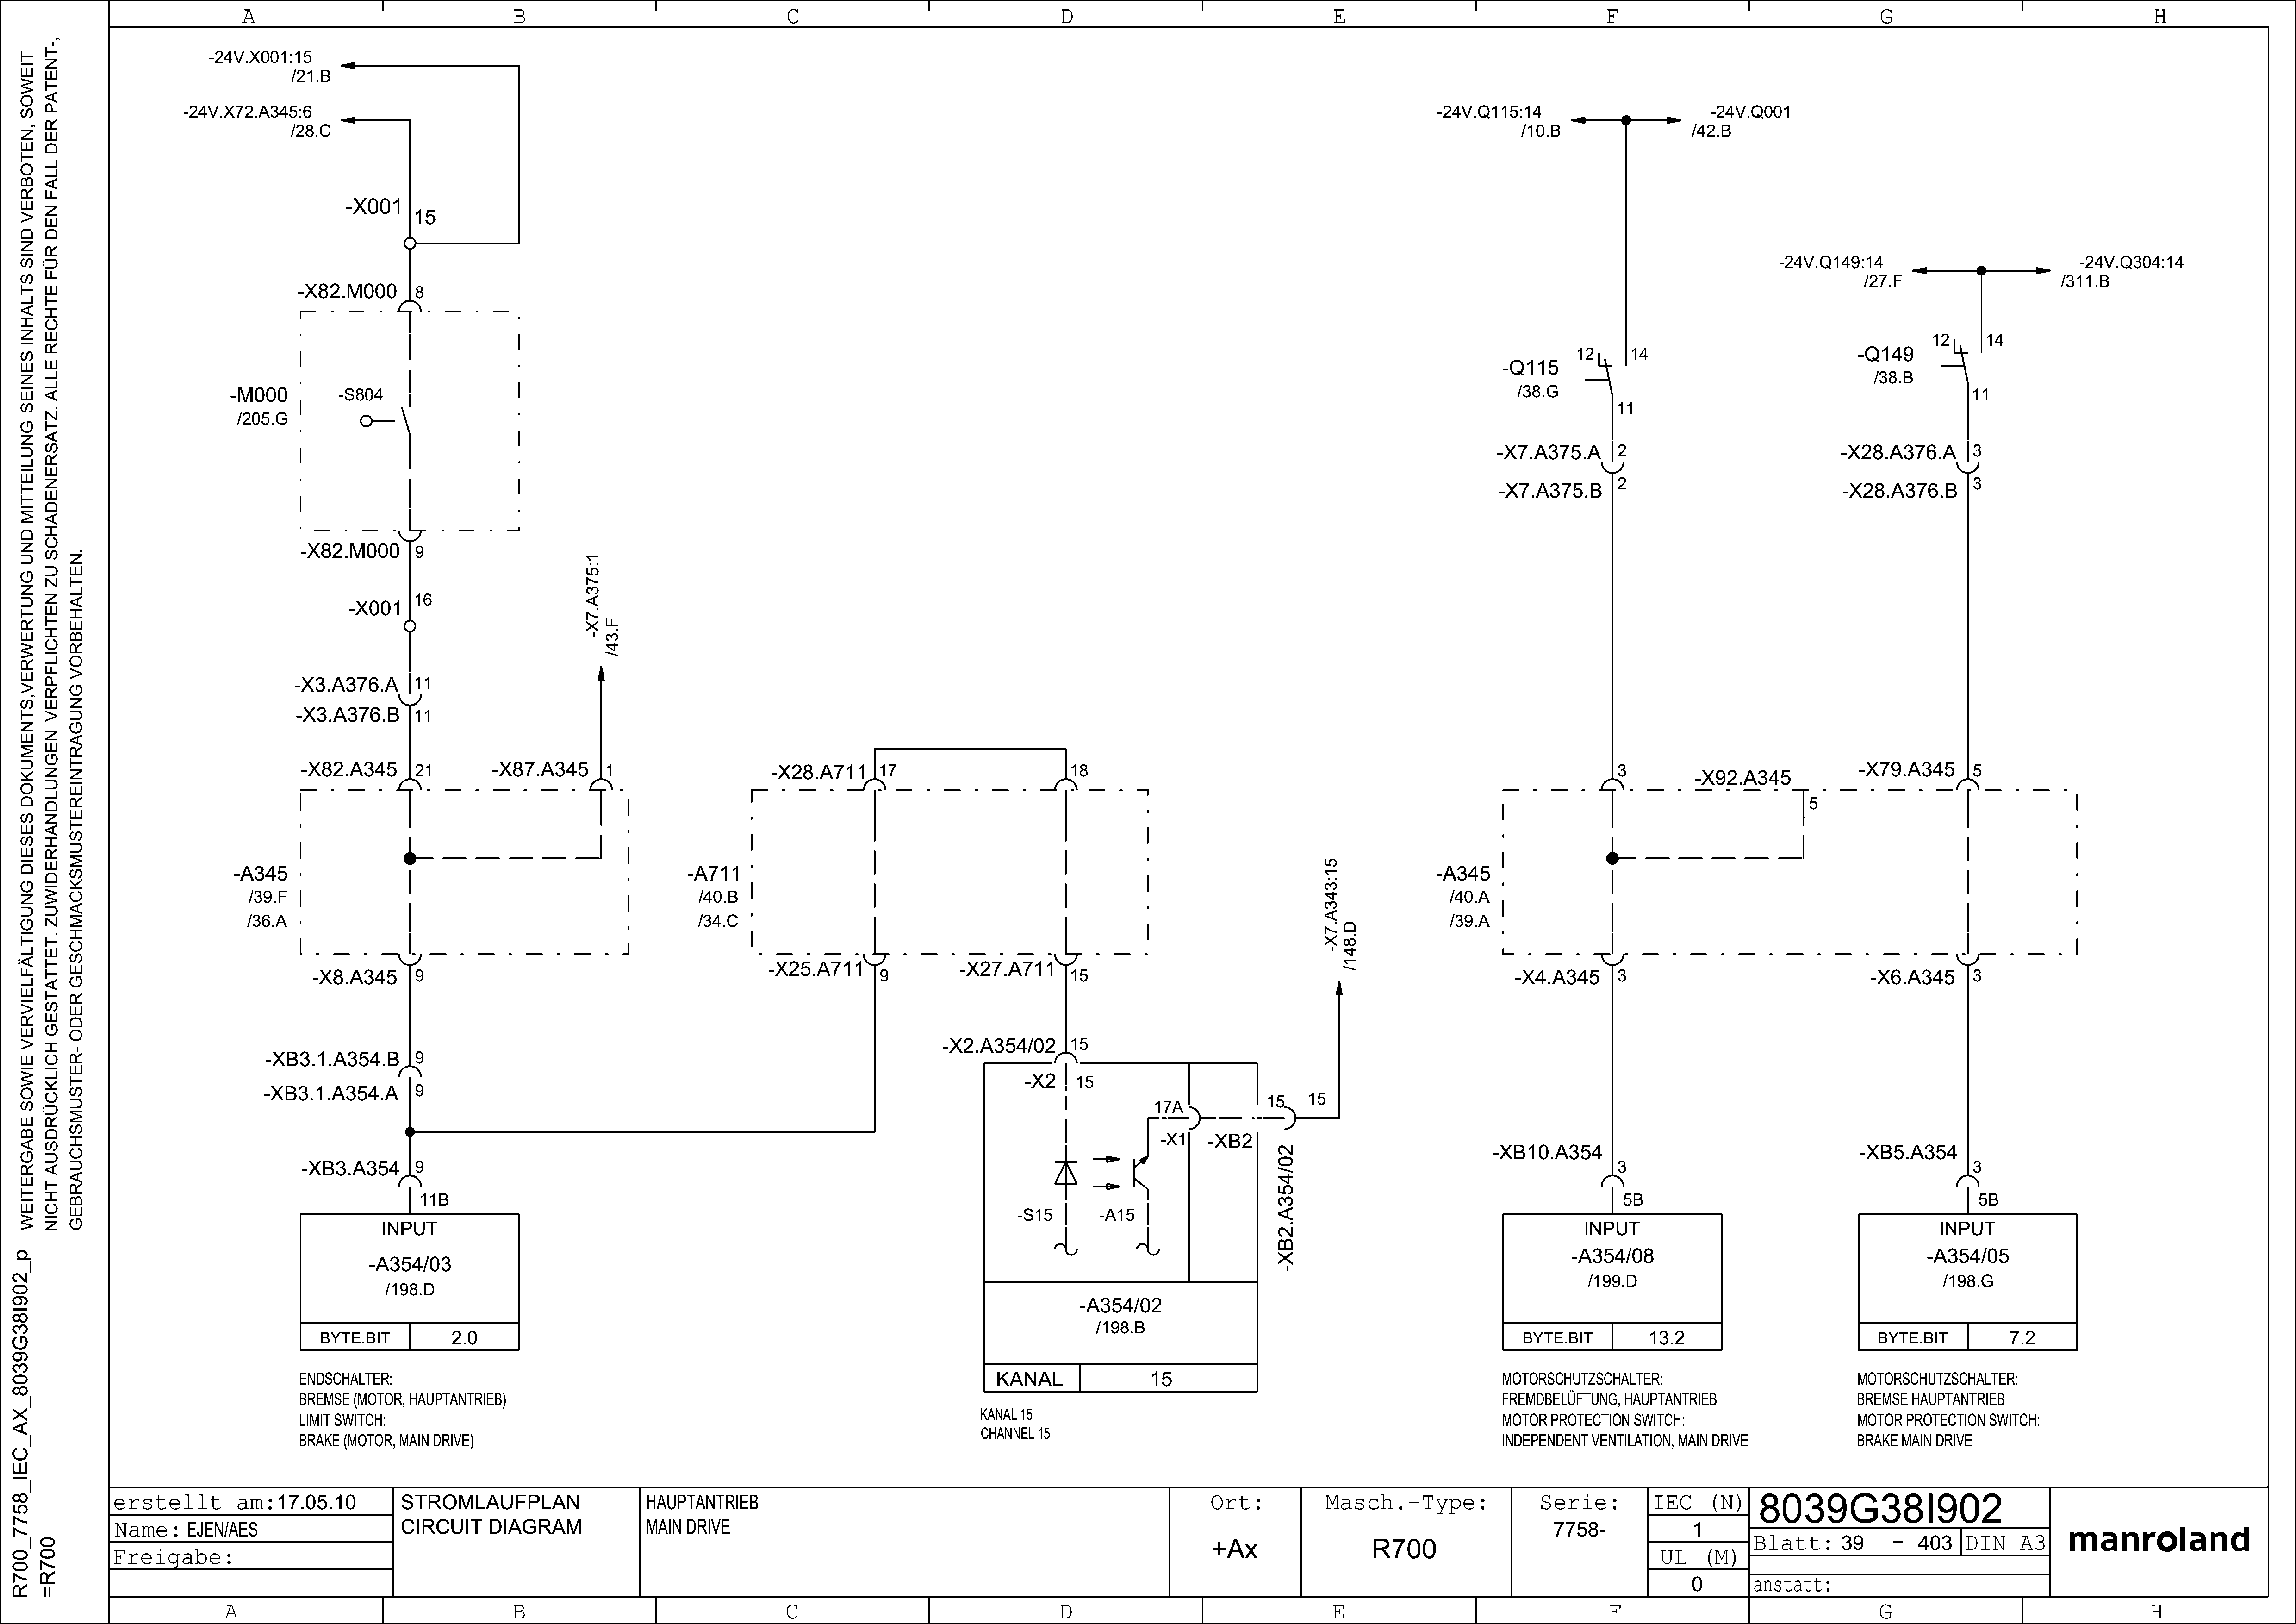 A B C D E F G H
-24V.X001:15
/21.B
-24V.X72.A345:6
/28.C
-X001
15
-X82.M000 8
-M000
/205.G
-S804
-X82.M000 9
-X001 16
-X3.A376.A 11
-X3.A376.B 11
-X7.A375:1
/43.F
-X82.A345 21
-X87.A345 1
-A345
/39.F
/36.A
-X8.A345 9
-XB3.1.A354.B 9
-XB3.1.A354.A 9
-XB3.A354 9
11B
INPUT
-A354/03
/198.D
BYTE.BIT 2.0
ENDSCHALTER:
BREMSE (MOTOR, HAUPTANTRIEB)
LIMIT SWITCH:
BRAKE (MOTOR, MAIN DRIVE)
-X28.A711 17
18
-A711
/40.B
/34.C
-X25.A711 9
-X27.A711 15
-X2.A354/02 15
-X2 15
17A
-X1
-XB2
15
15
-XB2.A354/02
-X7.A343:15
/148.D
-S15
-A15
-A354/02
/198.B
KANAL 15
KANAL 15
CHANNEL 15
-24V.Q115:14
/10.B
-24V.Q001
/42.B
-Q115
/38.G
12
14
11
-X7.A375.A 2
-X7.A375.B 2
3
-X92.A345
5
-A345
/40.A
/39.A
-X4.A345 3
-XB10.A354
3
5B
INPUT
-A354/08
/199.D
BYTE.BIT 13.2
MOTORSCHUTZSCHALTER:
FREMDBELÜFTUNG, HAUPTANTRIEB
MOTOR PROTECTION SWITCH:
INDEPENDENT VENTILATION, MAIN DRIVE
-24V.Q149:14
/27.F
-24V.Q304:14
/311.B
-Q149
/38.B
12
14
11
-X28.A376.A 3
-X28.A376.B 3
-X79.A345 5
-X6.A345 3
-XB5.A354
3
5B
INPUT
-A354/05
/198.G
BYTE.BIT 7.2
MOTORSCHUTZSCHALTER:
BREMSE HAUPTANTRIEB
MOTOR PROTECTION SWITCH:
BRAKE MAIN DRIVE
WEITERGABE SOWIE VERVIELFÄLTIGUNG DIESES DOKUMENTS,VERWERTUNG UND MITTEILUNG SEINES INHALTS SIND VERBOTEN, SOWEIT
NICHT AUSDRÜCKLICH GESTATTET. ZUWIDERHANDLUNGEN VERPFLICHTEN ZU SCHADENERSATZ. ALLE RECHTE FÜR DEN FALL DER PATENT-,
GEBRAUCHSMUSTER- ODER GESCHMACKSMUSTEREINTRAGUNG VORBEHALTEN.
R700_7758_IEC_AX_8039G38I902_p
=R700
erstellt am:17.05.10
Name: EJEN/AES
Freigabe:
STROMLAUFPLAN
CIRCUIT DIAGRAM
HAUPTANTRIEB
MAIN DRIVE
Ort:
+Ax
Masch.-Type:
R700
Serie:
7758-
IEC (N)
1
UL (M)
0
8039G38I902
Blatt: 39 - 403 DIN A3
anstatt:
manroland
A B C D E F G H